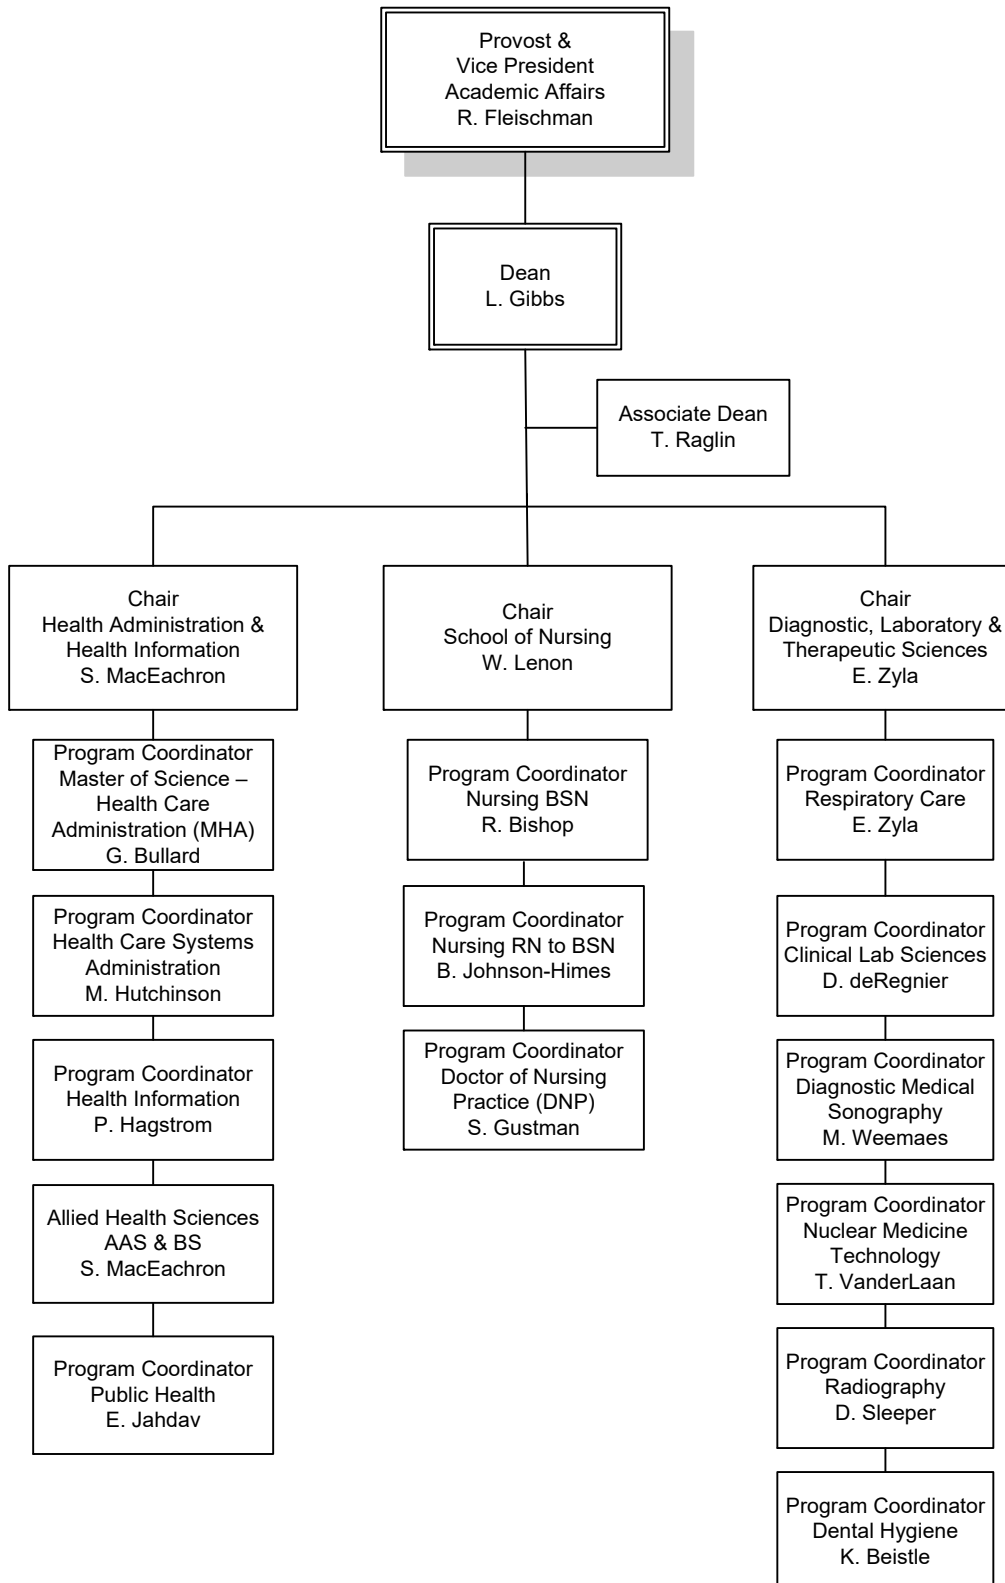 Provost &
Vice President
Academic Affairs
R. Fleischman
Dean
L. Gibbs
Associate Dean
T. Raglin
Chair
Health Administration &
Health Information
S. MacEachron
Chair
School of Nursing
W. Lenon
Chair
Diagnostic, Laboratory &
Therapeutic Sciences
E. Zyla
Program Coordinator
Master of Science –
Health Care
Administration (MHA)
G. Bullard
Program Coordinator
Health Care Systems
Administration
M. Hutchinson
Program Coordinator
Health Information
P. Hagstrom
Allied Health Sciences
AAS & BS
S. MacEachron
Program Coordinator
Public Health
E. Jahdav
Program Coordinator
Nursing BSN
R. Bishop
Program Coordinator
Nursing RN to BSN
B. Johnson-Himes
Program Coordinator
Doctor of Nursing
Practice (DNP)
S. Gustman
Program Coordinator
Respiratory Care
E. Zyla
Program Coordinator
Clinical Lab Sciences
D. deRegnier
Program Coordinator
Diagnostic Medical
Sonography
M. Weemaes
Program Coordinator
Nuclear Medicine
Technology
T. VanderLaan
Program Coordinator
Radiography
D. Sleeper
Program Coordinator
Dental Hygiene
K. Beistle